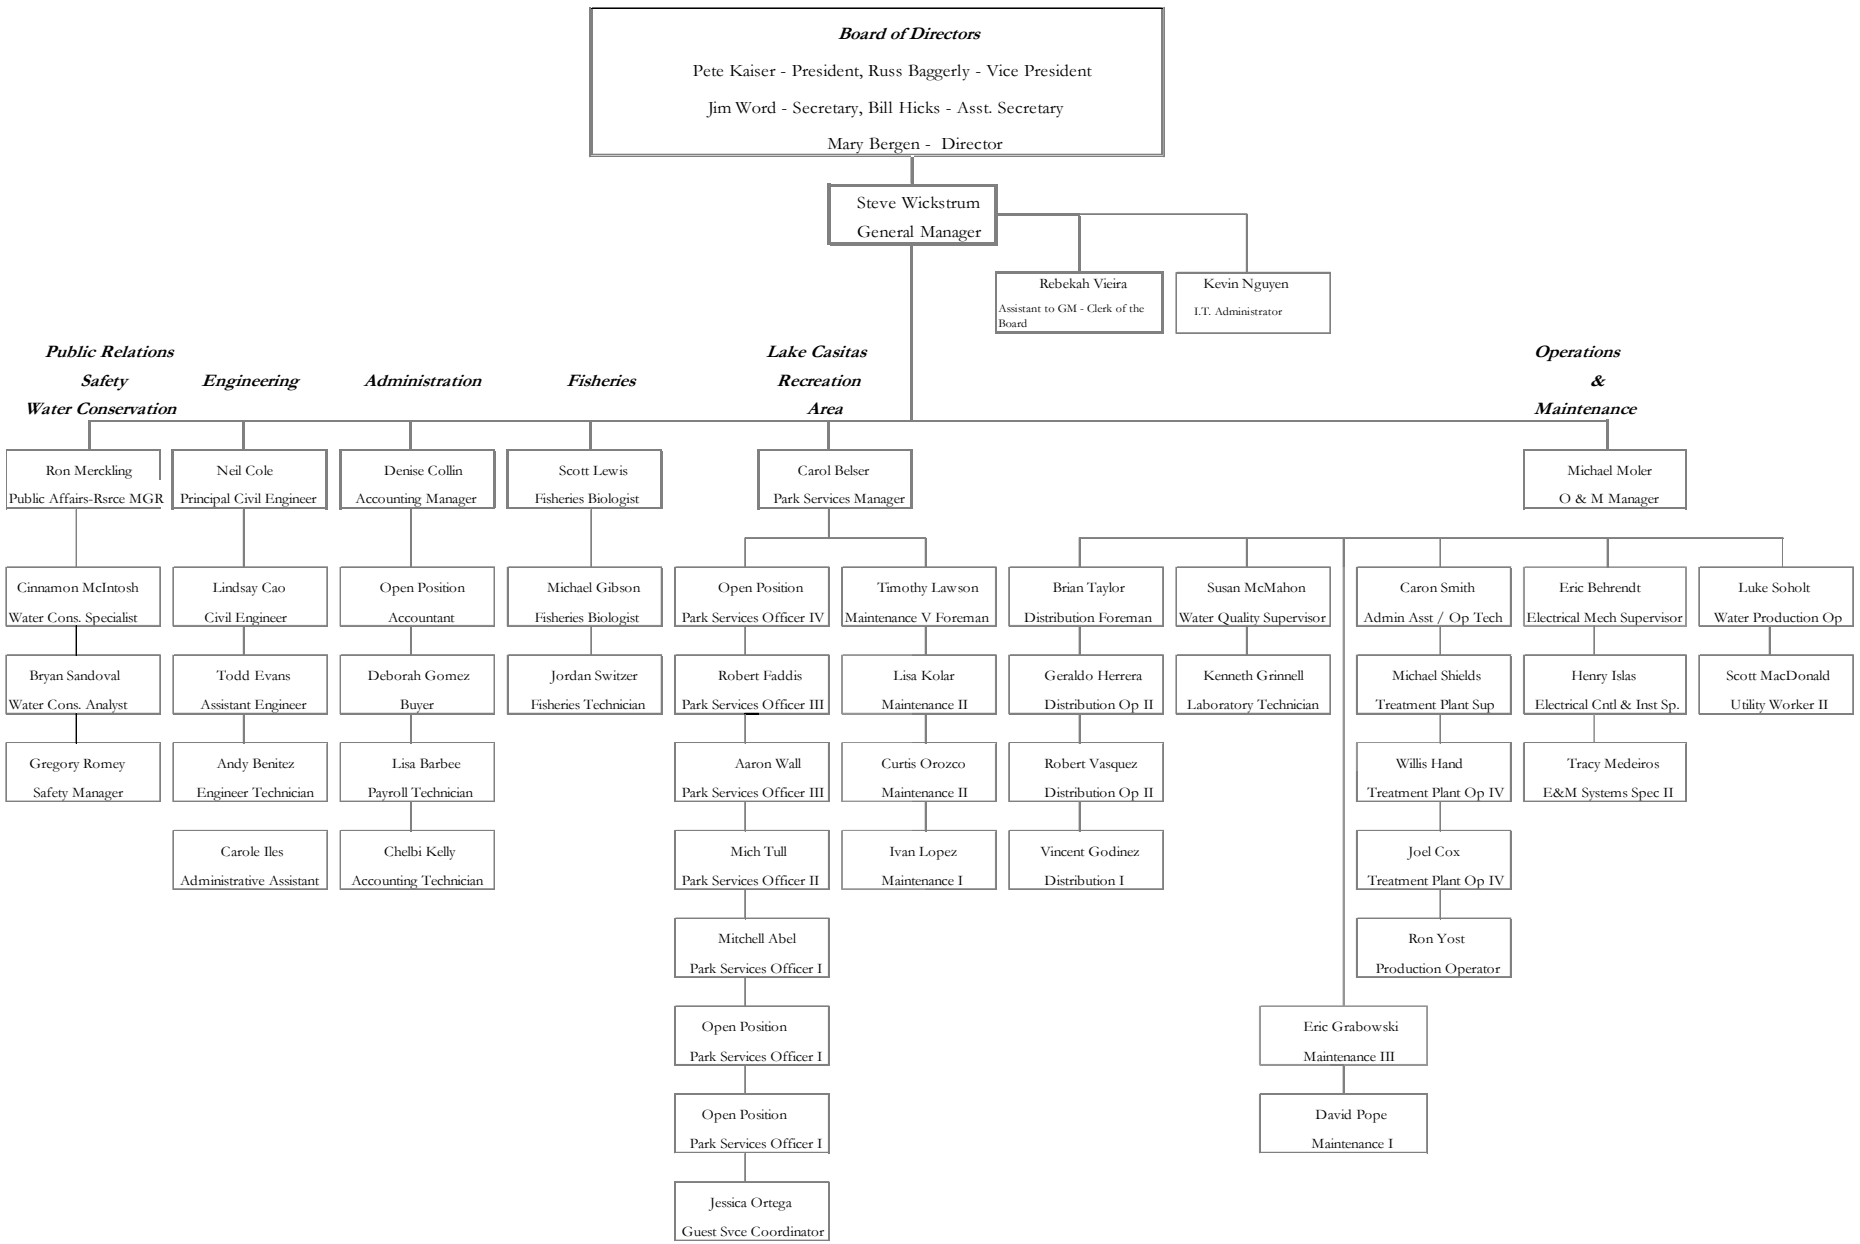 Board of Directors
Pete Kaiser - President, Russ Baggerly - Vice President
Jim Word - Secretary, Bill Hicks - Asst. Secretary
Mary Bergen - Director
Steve Wickstrum
General Manager
Rebekah Vieira
Assistant to GM - Clerk of the
Board
Kevin Nguyen
I.T. Administrator
Public Relations
Safety
Water Conservation
Engineering
Administration
Fisheries
Lake Casitas
Recreation
Area
Operations
&
Maintenance
Ron Merckling
Public Affairs-Rsrce MGR
Neil Cole
Principal Civil Engineer
Denise Collin
Accounting Manager
Scott Lewis
Fisheries Biologist
Carol Belser
Park Services Manager
Michael Moler
O & M Manager
Cinnamon McIntosh
Water Cons. Specialist
Lindsay Cao
Civil Engineer
Open Position
Accountant
Michael Gibson
Fisheries Biologist
Open Position
Park Services Officer IV
Timothy Lawson
Maintenance V Foreman
Brian Taylor
Distribution Foreman
Susan McMahon
Water Quality Supervisor
Caron Smith
Admin Asst / Op Tech
Eric Behrendt
Electrical Mech Supervisor
Luke Soholt
Water Production Op
Bryan Sandoval
Water Cons. Analyst
Todd Evans
Assistant Engineer
Deborah Gomez
Buyer
Jordan Switzer
Fisheries Technician
Robert Faddis
Park Services Officer III
Lisa Kolar
Maintenance II
Geraldo Herrera
Distribution Op II
Kenneth Grinnell
Laboratory Technician
Michael Shields
Treatment Plant Sup
Henry Islas
Electrical Cntl & Inst Sp.
Scott MacDonald
Utility Worker II
Gregory Romey
Safety Manager
Andy Benitez
Engineer Technician
Lisa Barbee
Payroll Technician
Aaron Wall
Park Services Officer III
Curtis Orozco
Maintenance II
Robert Vasquez
Distribution Op II
Willis Hand
Treatment Plant Op IV
Tracy Medeiros
E&M Systems Spec II
Carole Iles
Administrative Assistant
Chelbi Kelly
Accounting Technician
Mich Tull
Park Services Officer II
Ivan Lopez
Maintenance I
Vincent Godinez
Distribution I
Joel Cox
Treatment Plant Op IV
Mitchell Abel
Park Services Officer I
Ron Yost
Production Operator
Open Position
Park Services Officer I
Eric Grabowski
Maintenance III
Open Position
Park Services Officer I
David Pope
Maintenance I
Jessica Ortega
Guest Svce Coordinator